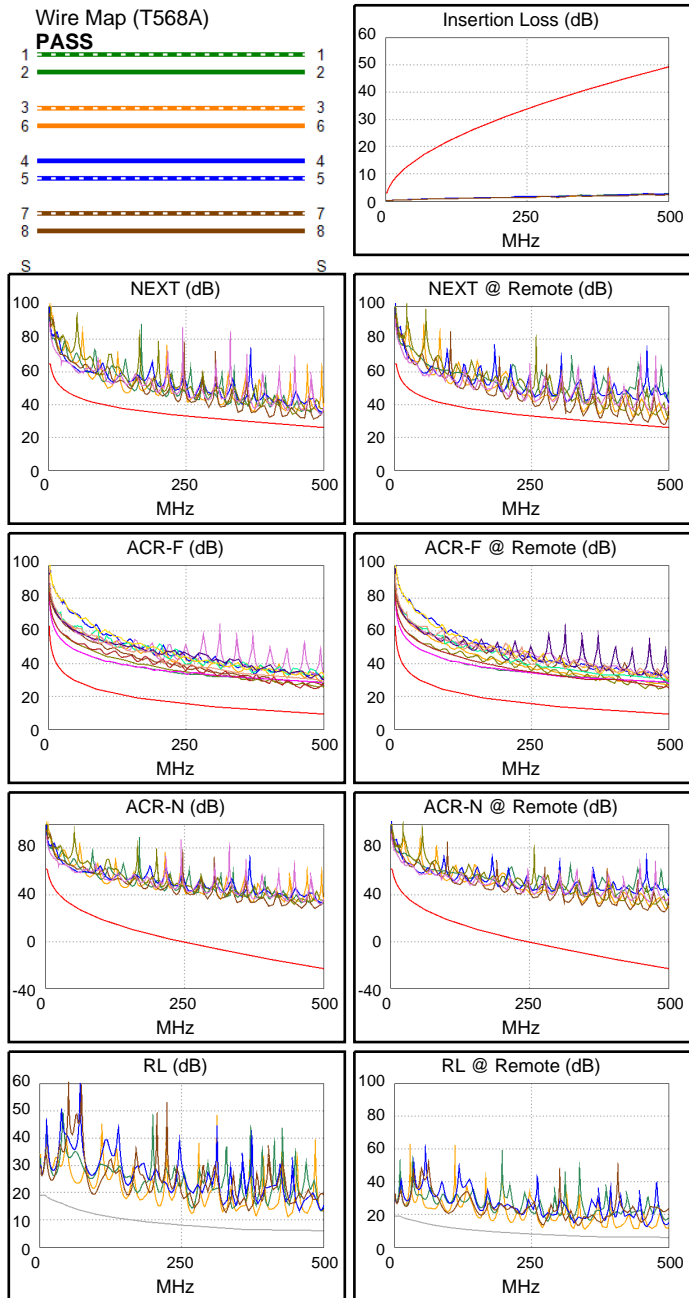 Wire Map (T568A)
PASS
1 1
2 2
3 3
6 6
4 4
5 5
7 7
8 8
S S
Insertion Loss (dB)
60
50
40
30
20
10
0
0 250 500
MHz
NEXT (dB)
100
80
60
40
20
0
0 250 500
MHz
NEXT @ Remote (dB)
100
80
60
40
20
0
0 250 500
MHz
ACR-F (dB)
100
80
60
40
20
0
0 250 500
MHz
ACR-F @ Remote (dB)
100
80
60
40
20
0
0 250 500
MHz
ACR-N (dB)
80
40
0
-40
0 250 500
MHz
ACR-N @ Remote (dB)
80
40
0
-40
0 250 500
MHz
RL (dB)
60
50
40
30
20
10
0
0 250 500
MHz
RL @ Remote (dB)
100
80
60
40
20
0
0 250 500
MHz